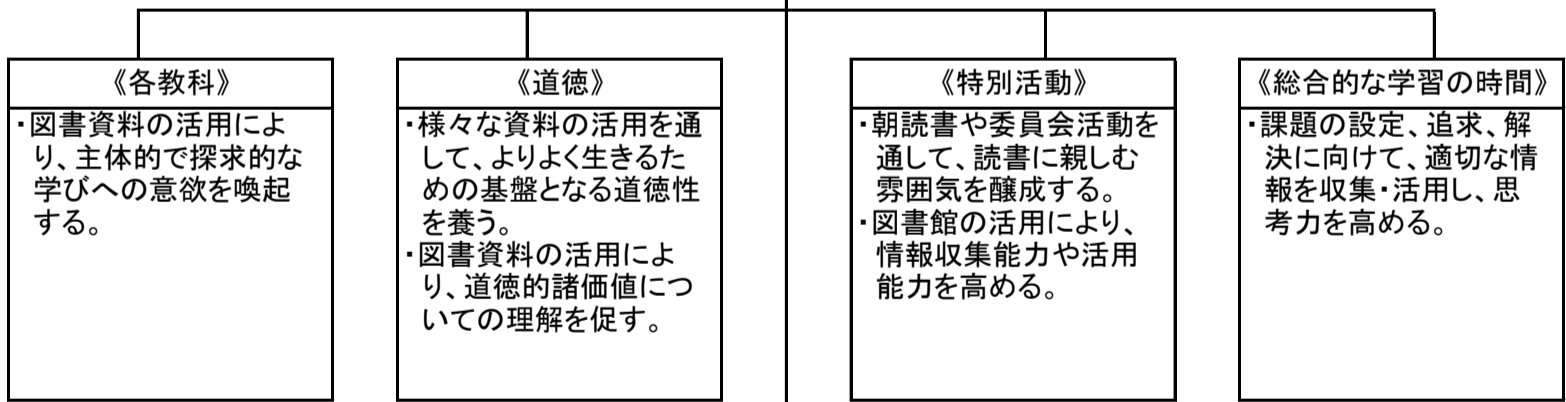 《各教科》
・図書資料の活用によ
り、主体的で探求的な
学びへの意欲を喚起
する。
《道徳》
・様々な資料の活用を通
して、よりよく生きるた
めの基盤となる道徳性
を養う。
・図書資料の活用によ
り、道徳的諸価値につ
いての理解を促す。
《特別活動》
・朝読書や委員会活動を
通して、読書に親しむ
雰囲気を醸成する。
・図書館の活用により、
情報収集能力や活用
能力を高める。
《総合的な学習の時間》
・課題の設定、追求、解
決に向けて、適切な情
報を収集・活用し、思
考力を高める。